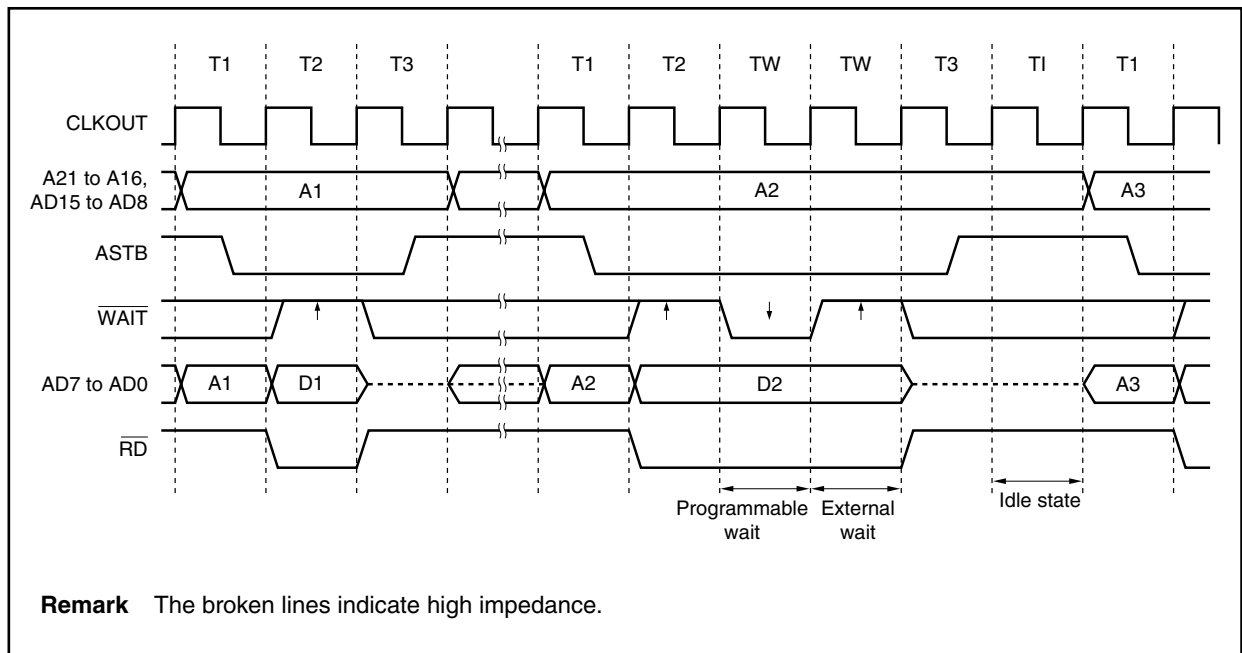 T1 T2 T3 T1 T2 TW TW T3 TI T1
CLKOUT
A21 to A16,
AD15 to AD8
A1 A2 A3
ASTB
WAIT
AD7 to AD0 A1 D1 A2 D2 A3
RD
Programmable
wait
External
wait
Idle state
Remark The broken lines indicate high impedance.